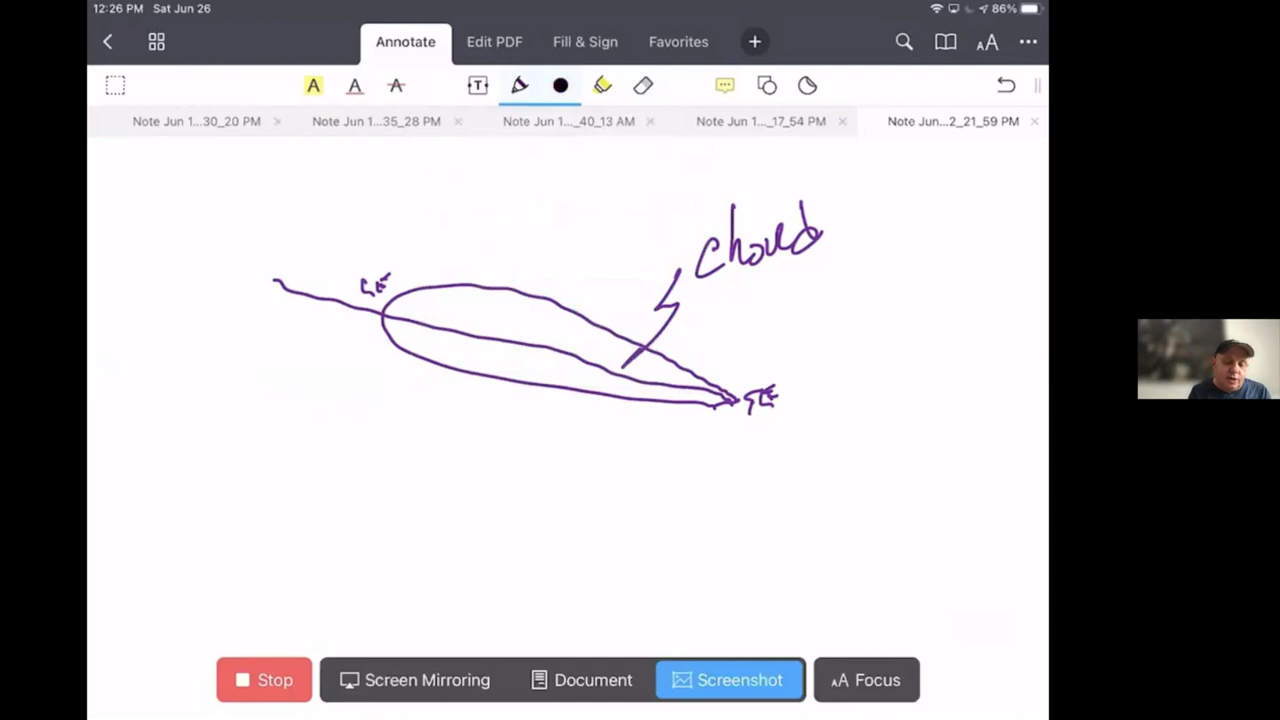 12:26 PM Sat Jun 26 86%
Annotate Edit PDF Fill & Sign Favorites + AA
A A A T
Note Jun 1...30_20 PM × Note Jun 1...35_28 PM × Note Jun 1..._40_13 AM × Note Jun 1..._17_54 PM × Note Jun...2_21_59 PM ×
Chord
LE
TE
Stop Screen Mirroring Document Screenshot AA Focus